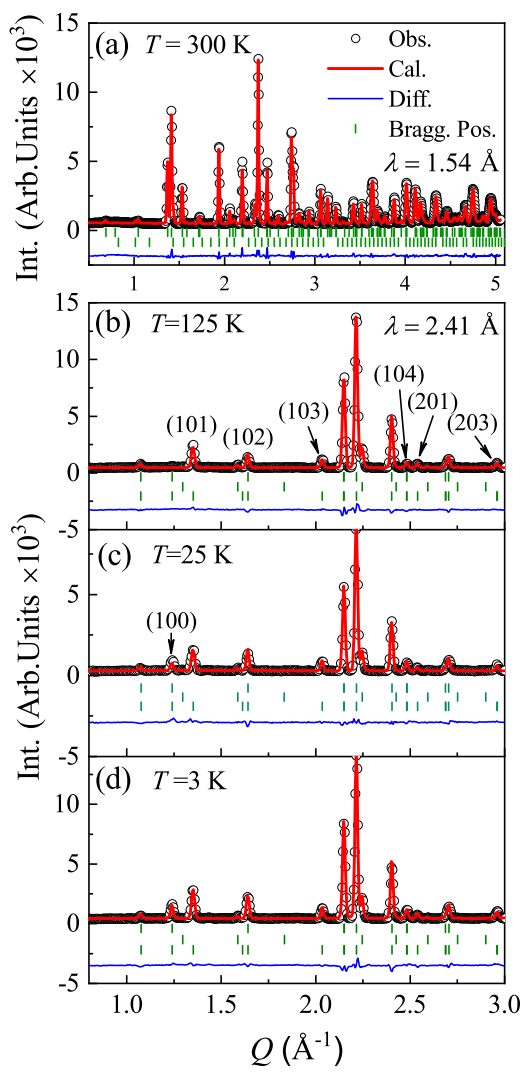 (a) T = 300 K
Obs.
Cal.
Diff.
Bragg. Pos.
λ = 1.54 Å
Int. (Arb.Units ×10³)
15
10
5
0
1 2 3 4 5
(b) T=125 K
λ = 2.41 Å
(101)
(102)
(103)
(104)
(201)
(203)
15
10
5
0
-5
(c) T=25 K
(100)
Int. (Arb.Units ×10³)
5
0
-5
(d) T =3 K
10
5
0
-5
1.0 1.5 2.0 2.5 3.0
Q (Å⁻¹)